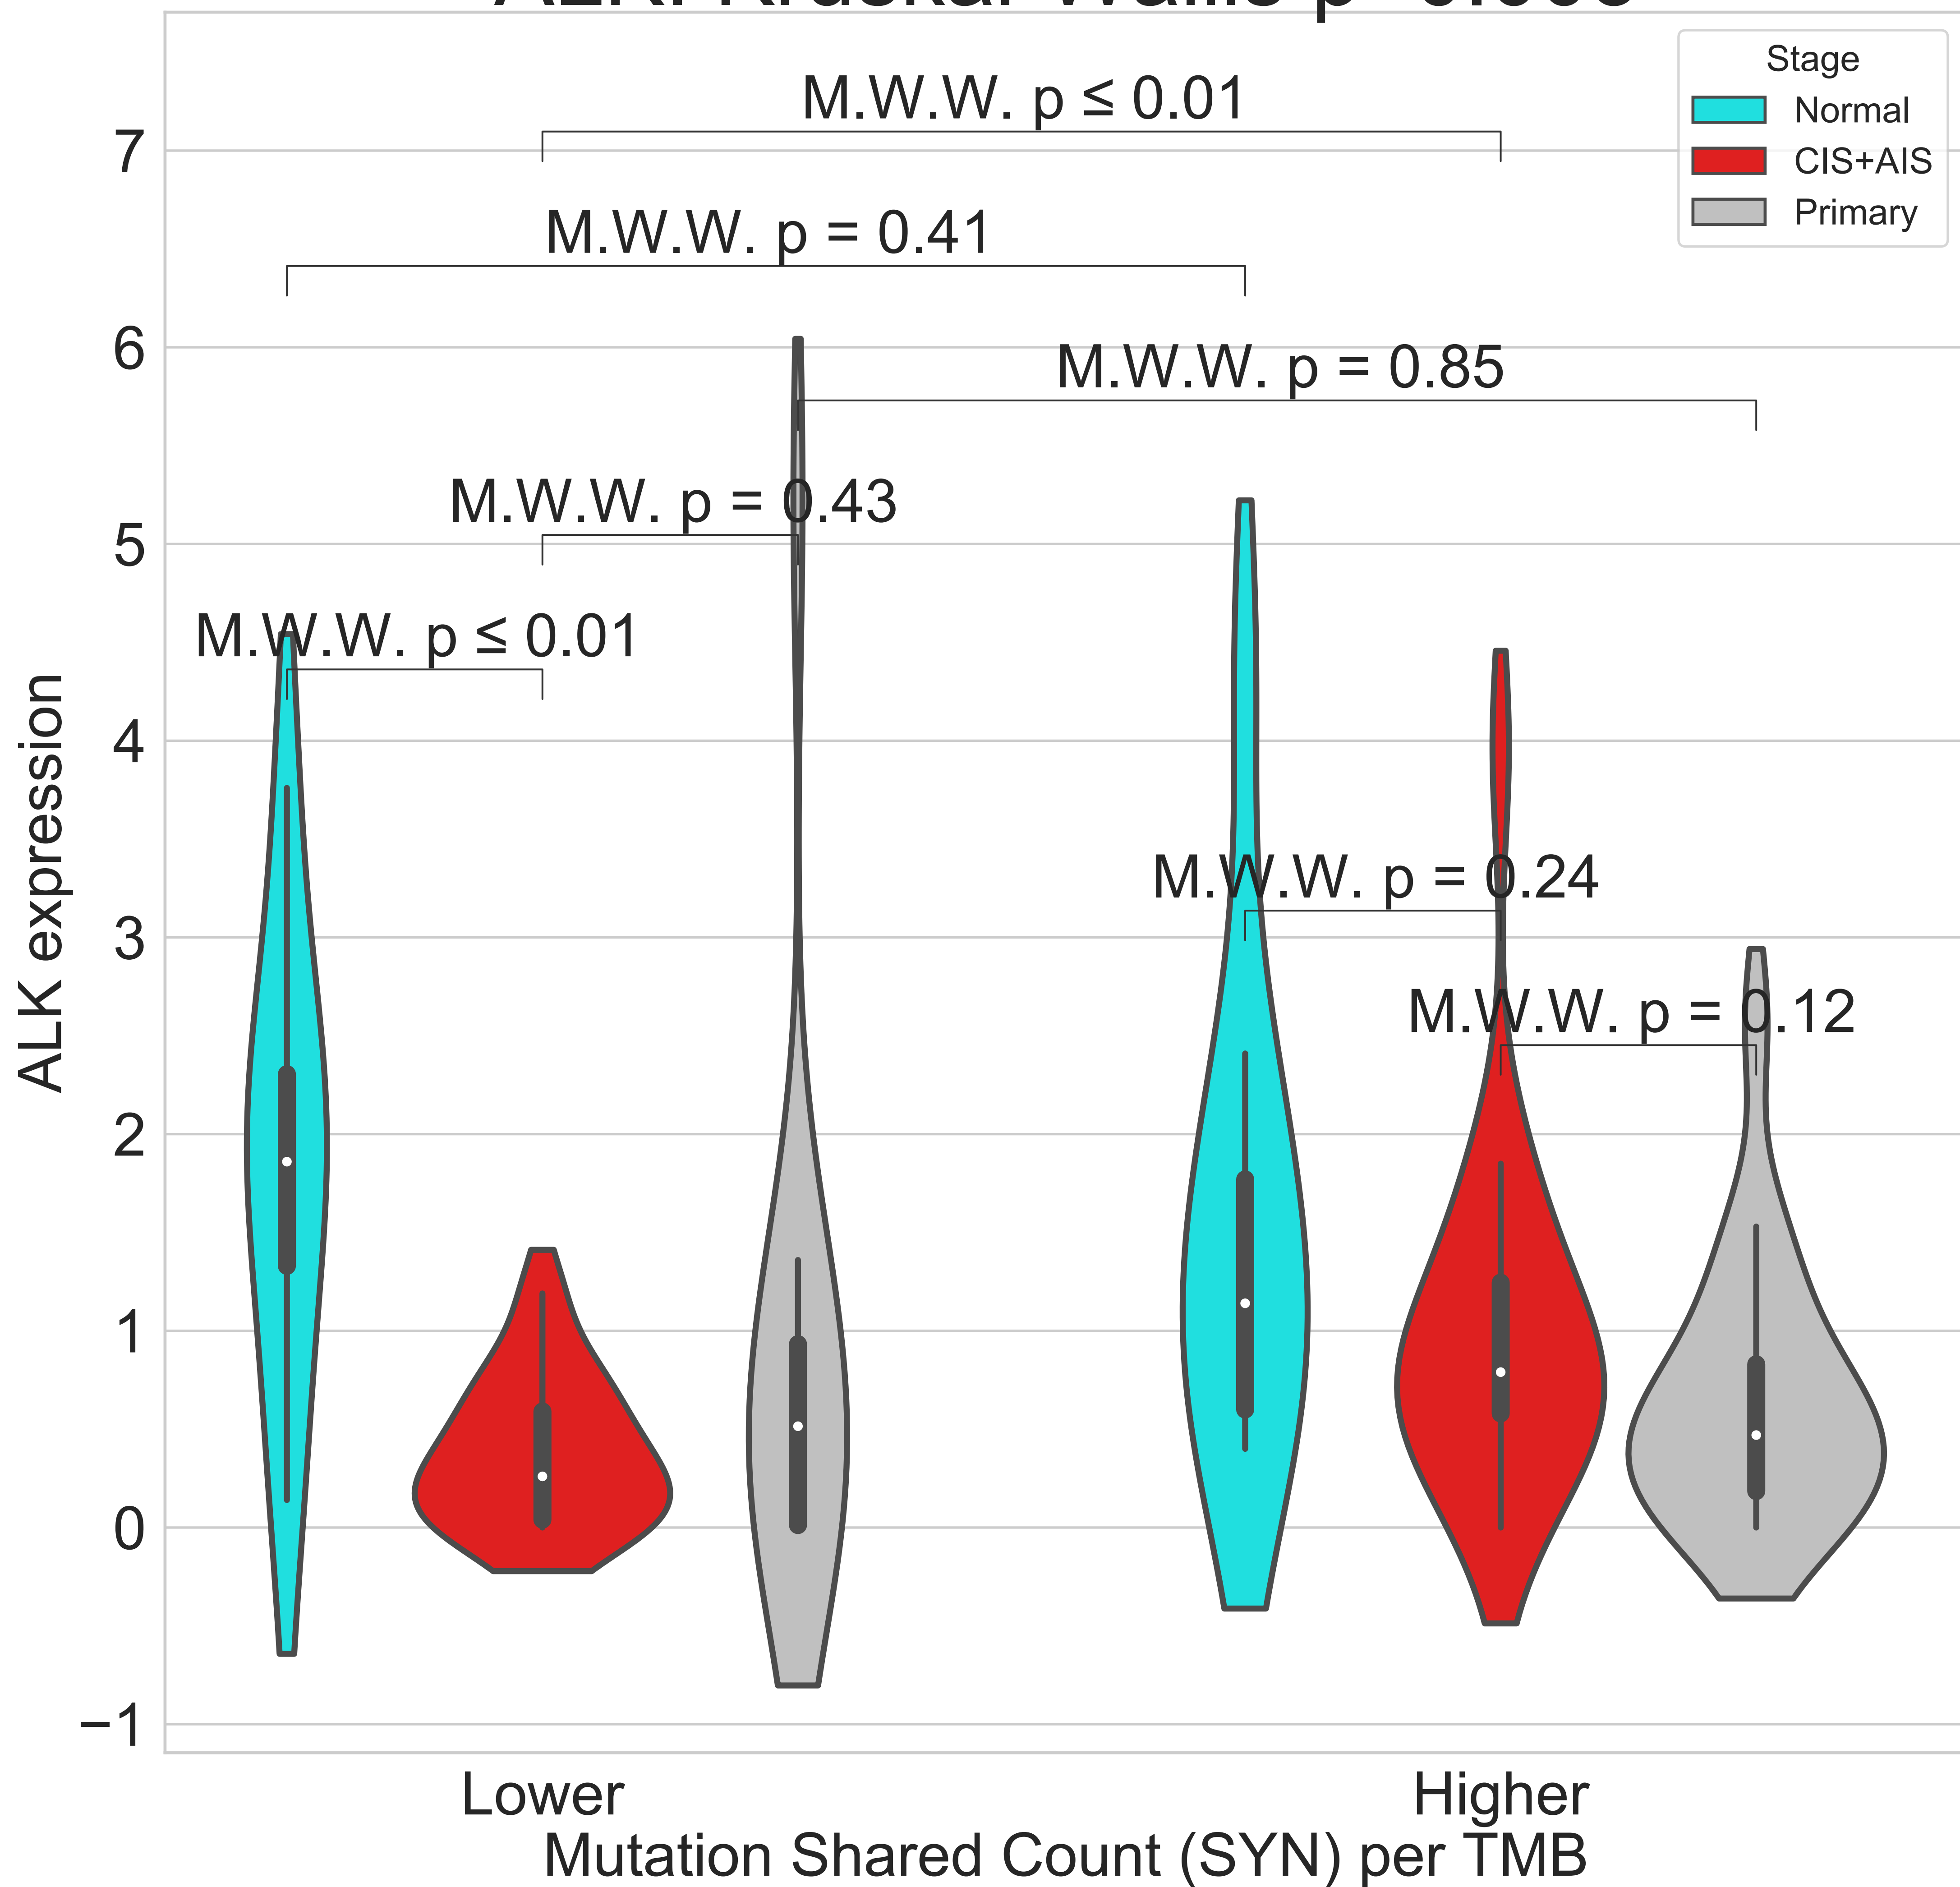 Stage
Normal
CIS+AIS
Primary
M.W.W. p ≤ 0.01
M.W.W. p = 0.41
M.W.W. p = 0.85
M.W.W. p = 0.43
M.W.W. p ≤ 0.01
M.W.W. p = 0.24
M.W.W. p = 0.12
7
6
5
4
3
2
1
0
−1
ALK expression
Lower
Higher
Mutation Shared Count (SYN) per TMB